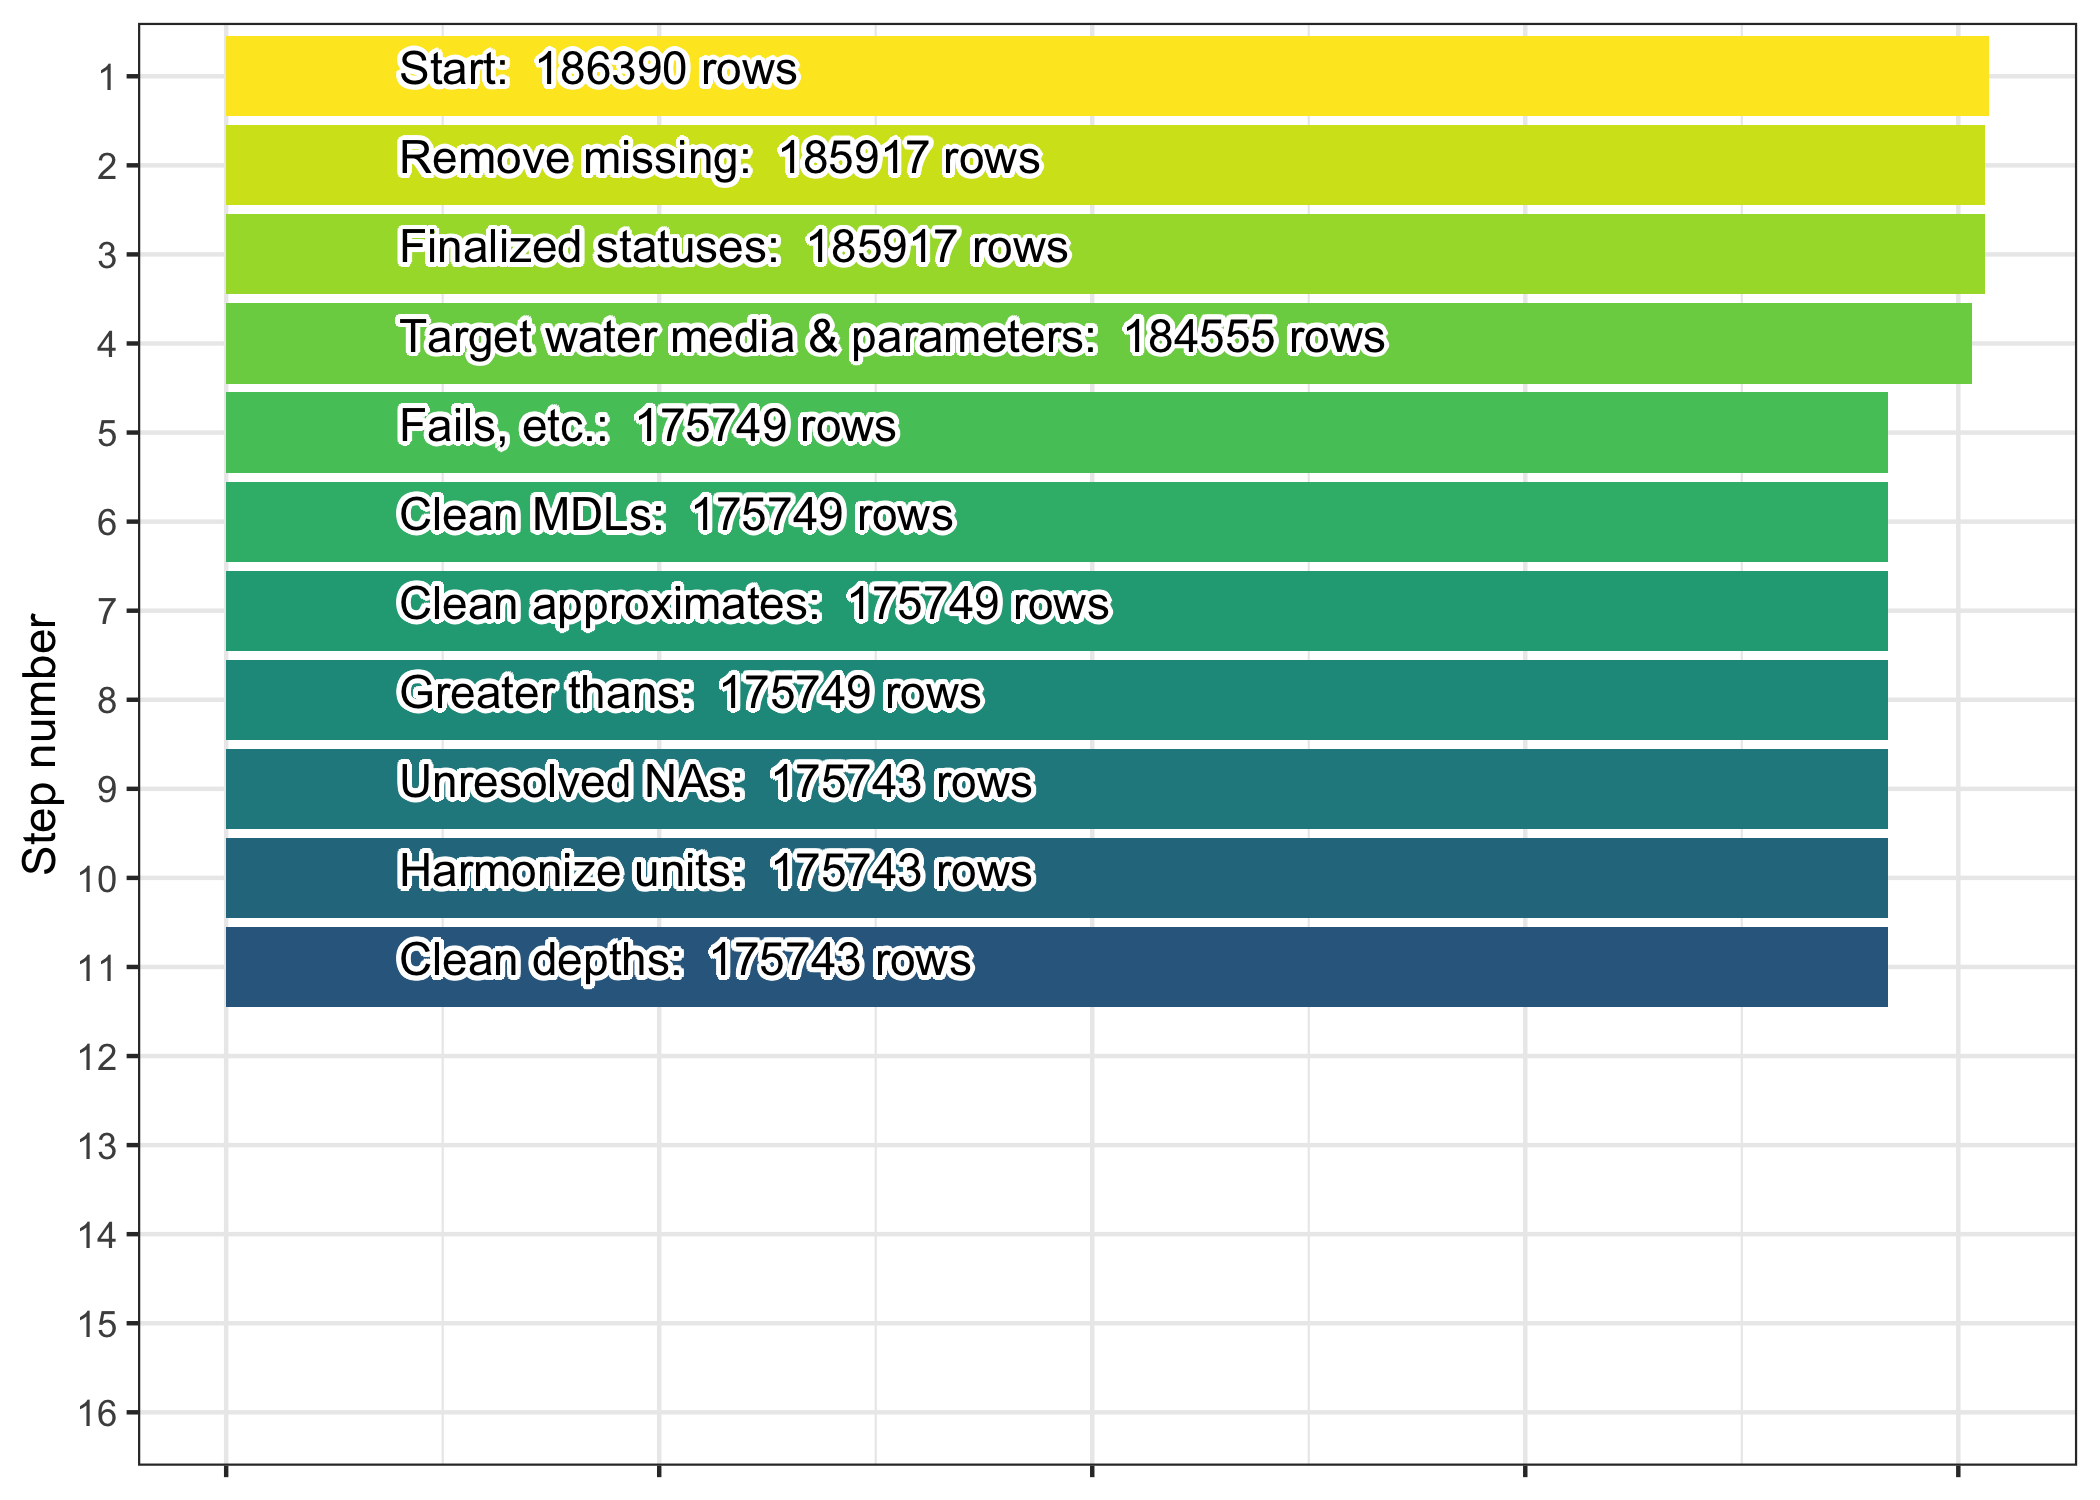 Step number
1
Start:  186390 rows
2
Remove missing:  185917 rows
3
Finalized statuses:  185917 rows
4
Target water media & parameters:  184555 rows
5
Fails, etc.:  175749 rows
6
Clean MDLs:  175749 rows
7
Clean approximates:  175749 rows
8
Greater thans:  175749 rows
9
Unresolved NAs:  175743 rows
10
Harmonize units:  175743 rows
11
Clean depths:  175743 rows
12
13
14
15
16